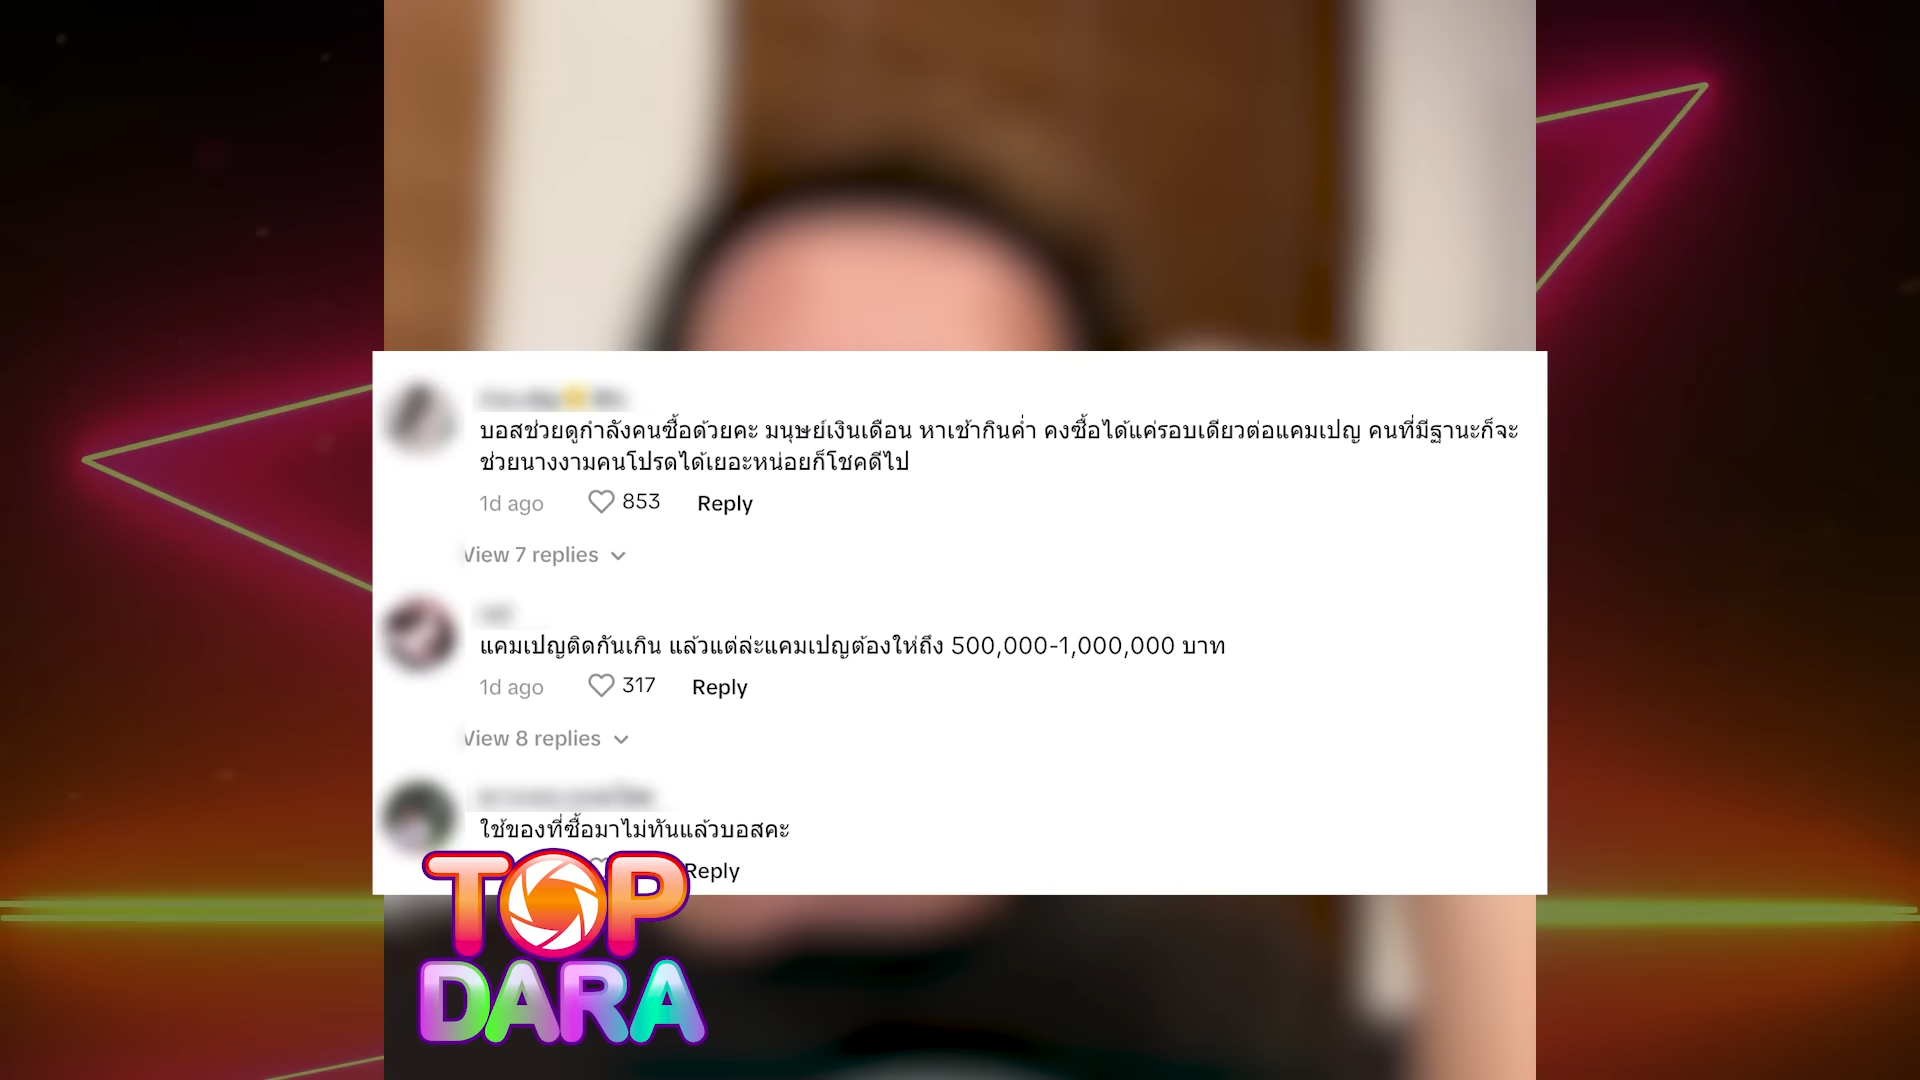 บอสช่วยดูกำลังคนซื้อด้วยคะ มนุษย์เงินเดือน หาเช้ากินค่ำ คงซื้อได้แค่รอบเดียวต่อแคมเปญ คนที่มีฐานะก็จะ
ช่วยนางงามคนโปรดได้เยอะหน่อยก็โชคดีไป
1d ago 853 Reply
View 7 replies
แคมเปญติดกันเกิน แล้วแต่ล่ะแคมเปญต้องให่ถึง 500,000-1,000,000 บาท
1d ago 317 Reply
View 8 replies
ใช้ของที่ซื้อมาไม่ทันแล้วบอสคะ
Reply
TOP
DARA